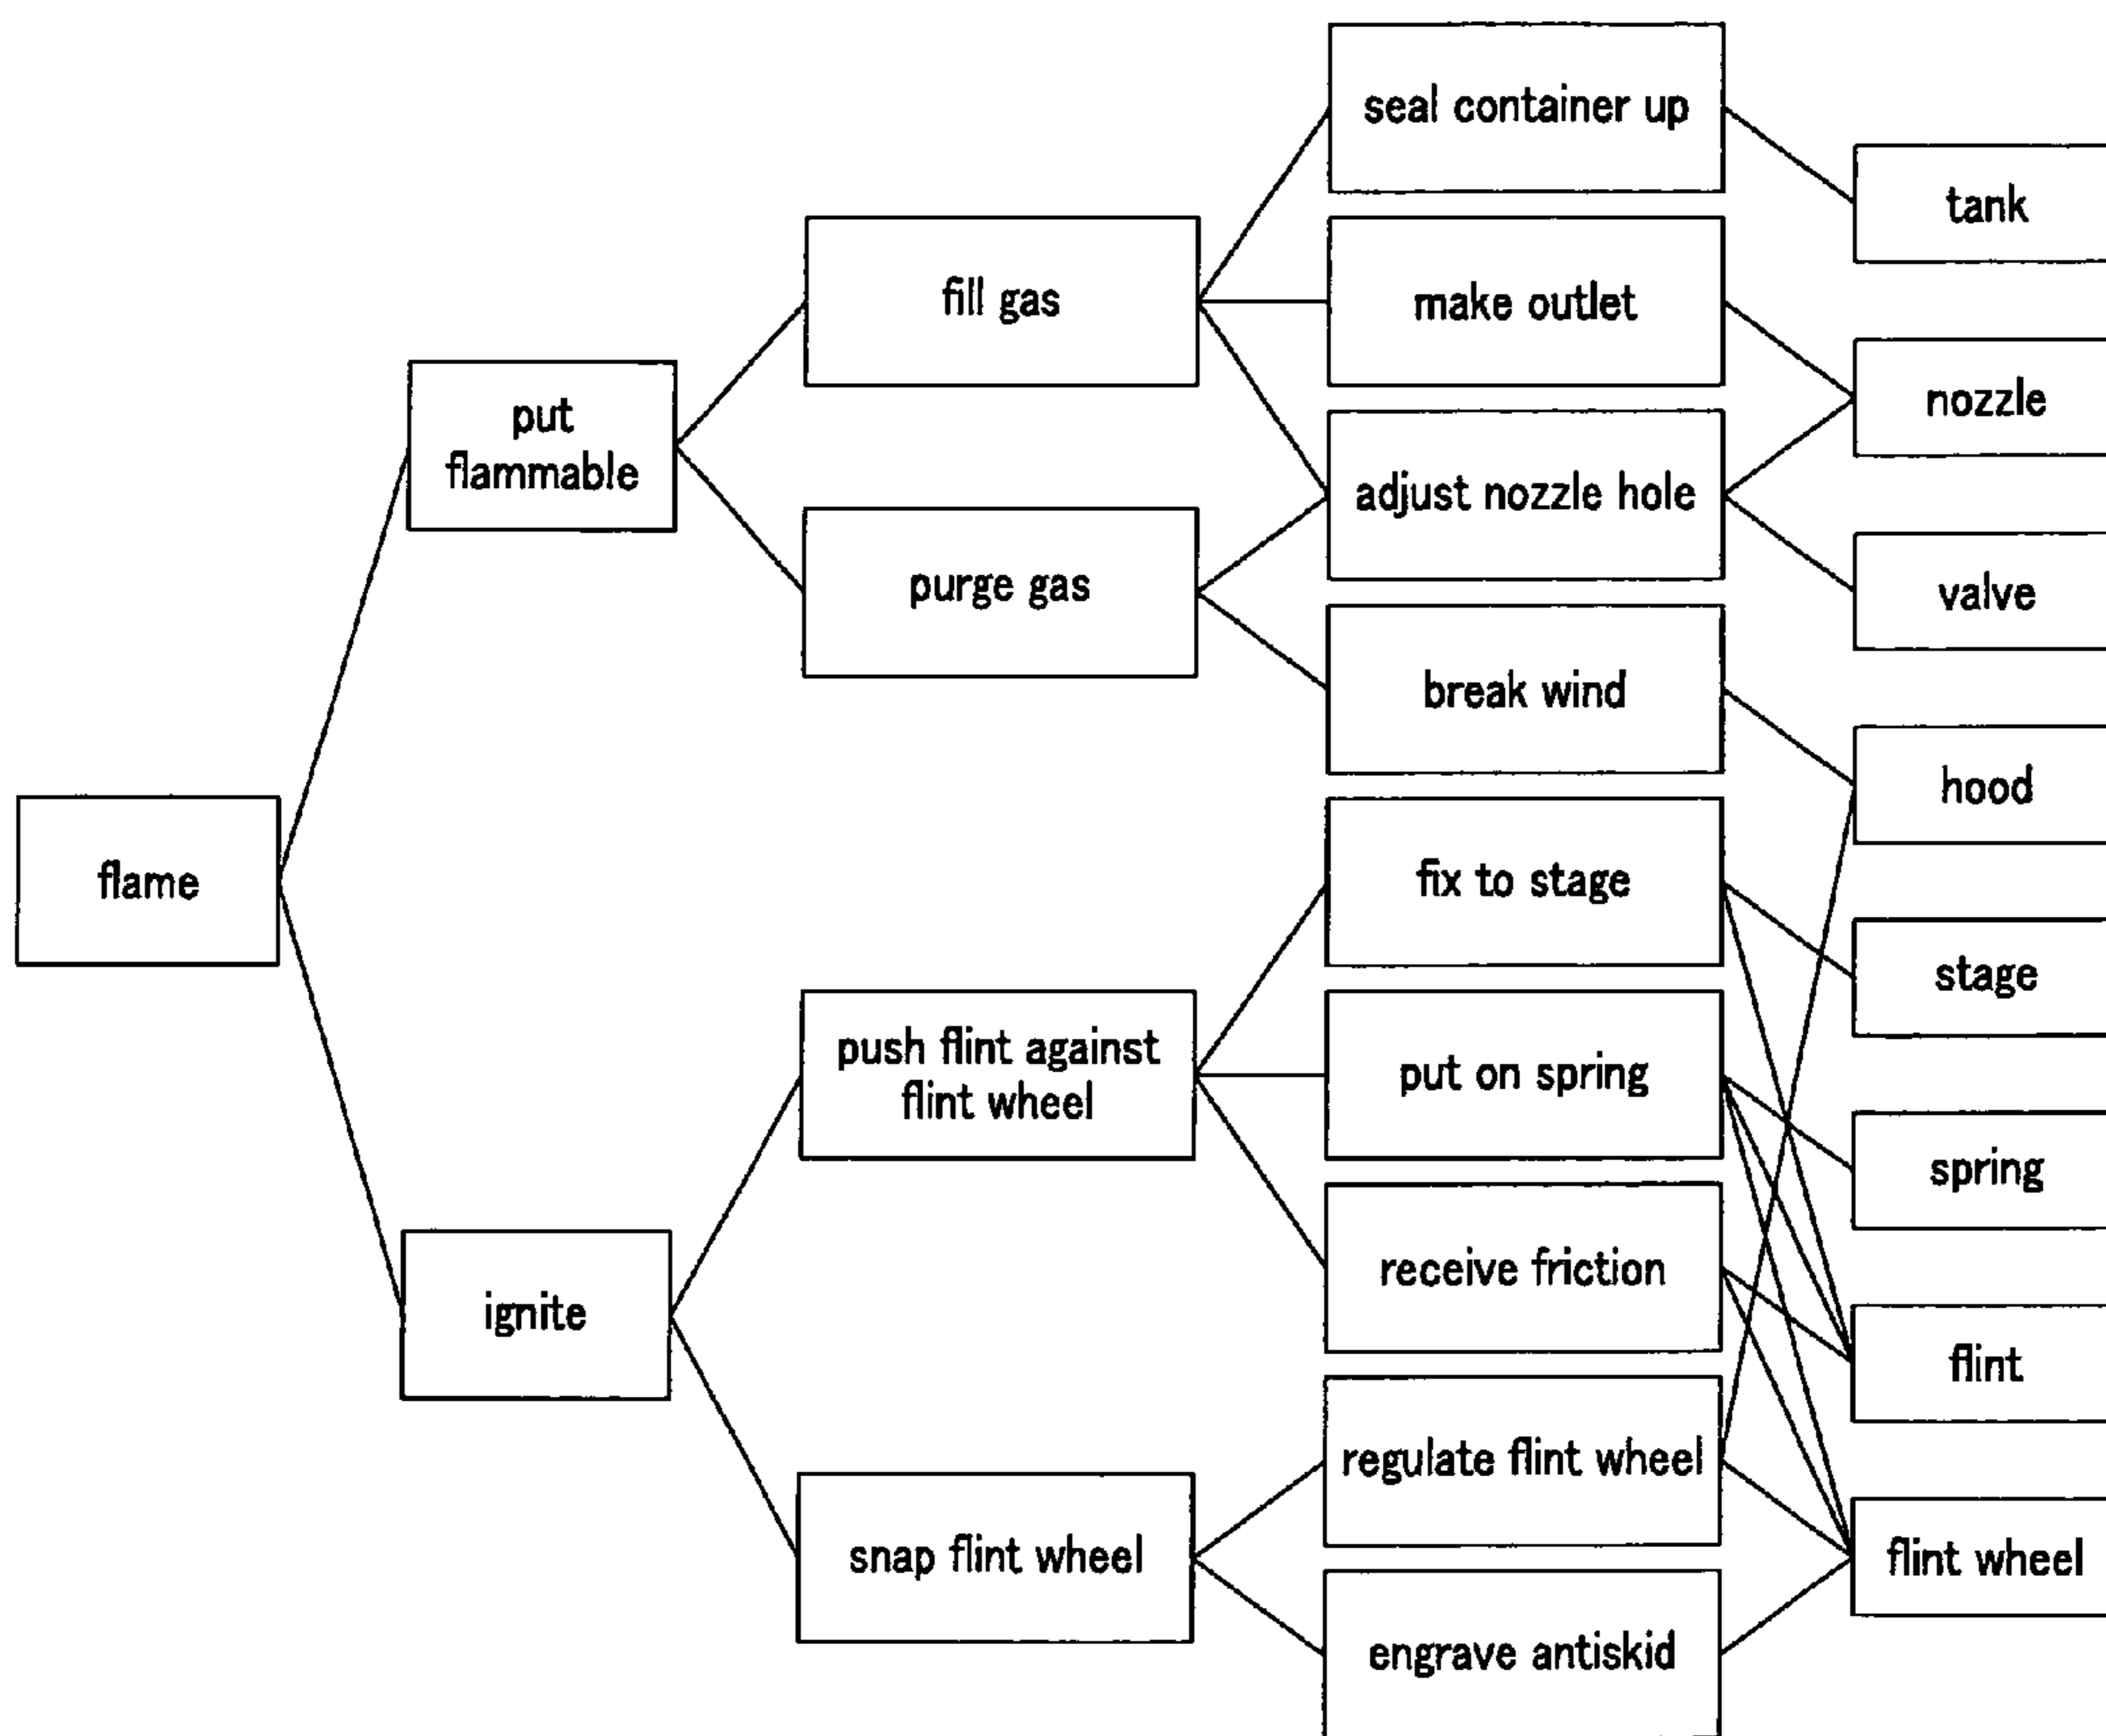 flame
put
flammable
ignite
fill gas
purge gas
push flint against
flint wheel
snap flint wheel
seal container up
make outlet
adjust nozzle hole
break wind
fix to stage
put on spring
receive friction
regulate flint wheel
engrave antiskid
tank
nozzle
valve
hood
stage
spring
flint
flint wheel